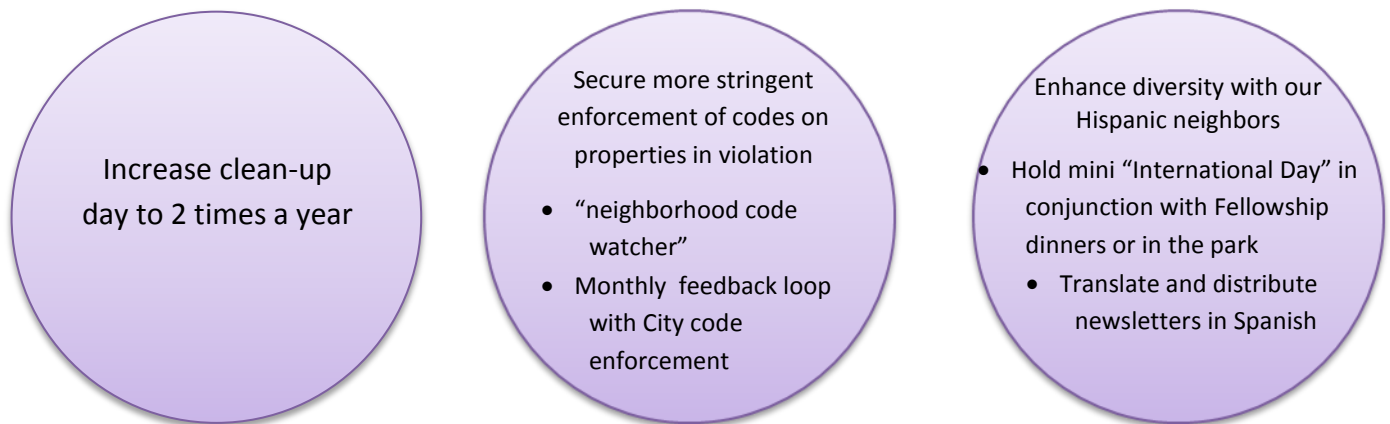 Increase clean-up
day to 2 times a year
Secure more stringent
enforcement of codes on
properties in violation
• “neighborhood code
watcher”
• Monthly feedback loop
with City code
enforcement
Enhance diversity with our
Hispanic neighbors
• Hold mini “International Day” in
conjunction with Fellowship
dinners or in the park
• Translate and distribute
newsletters in Spanish